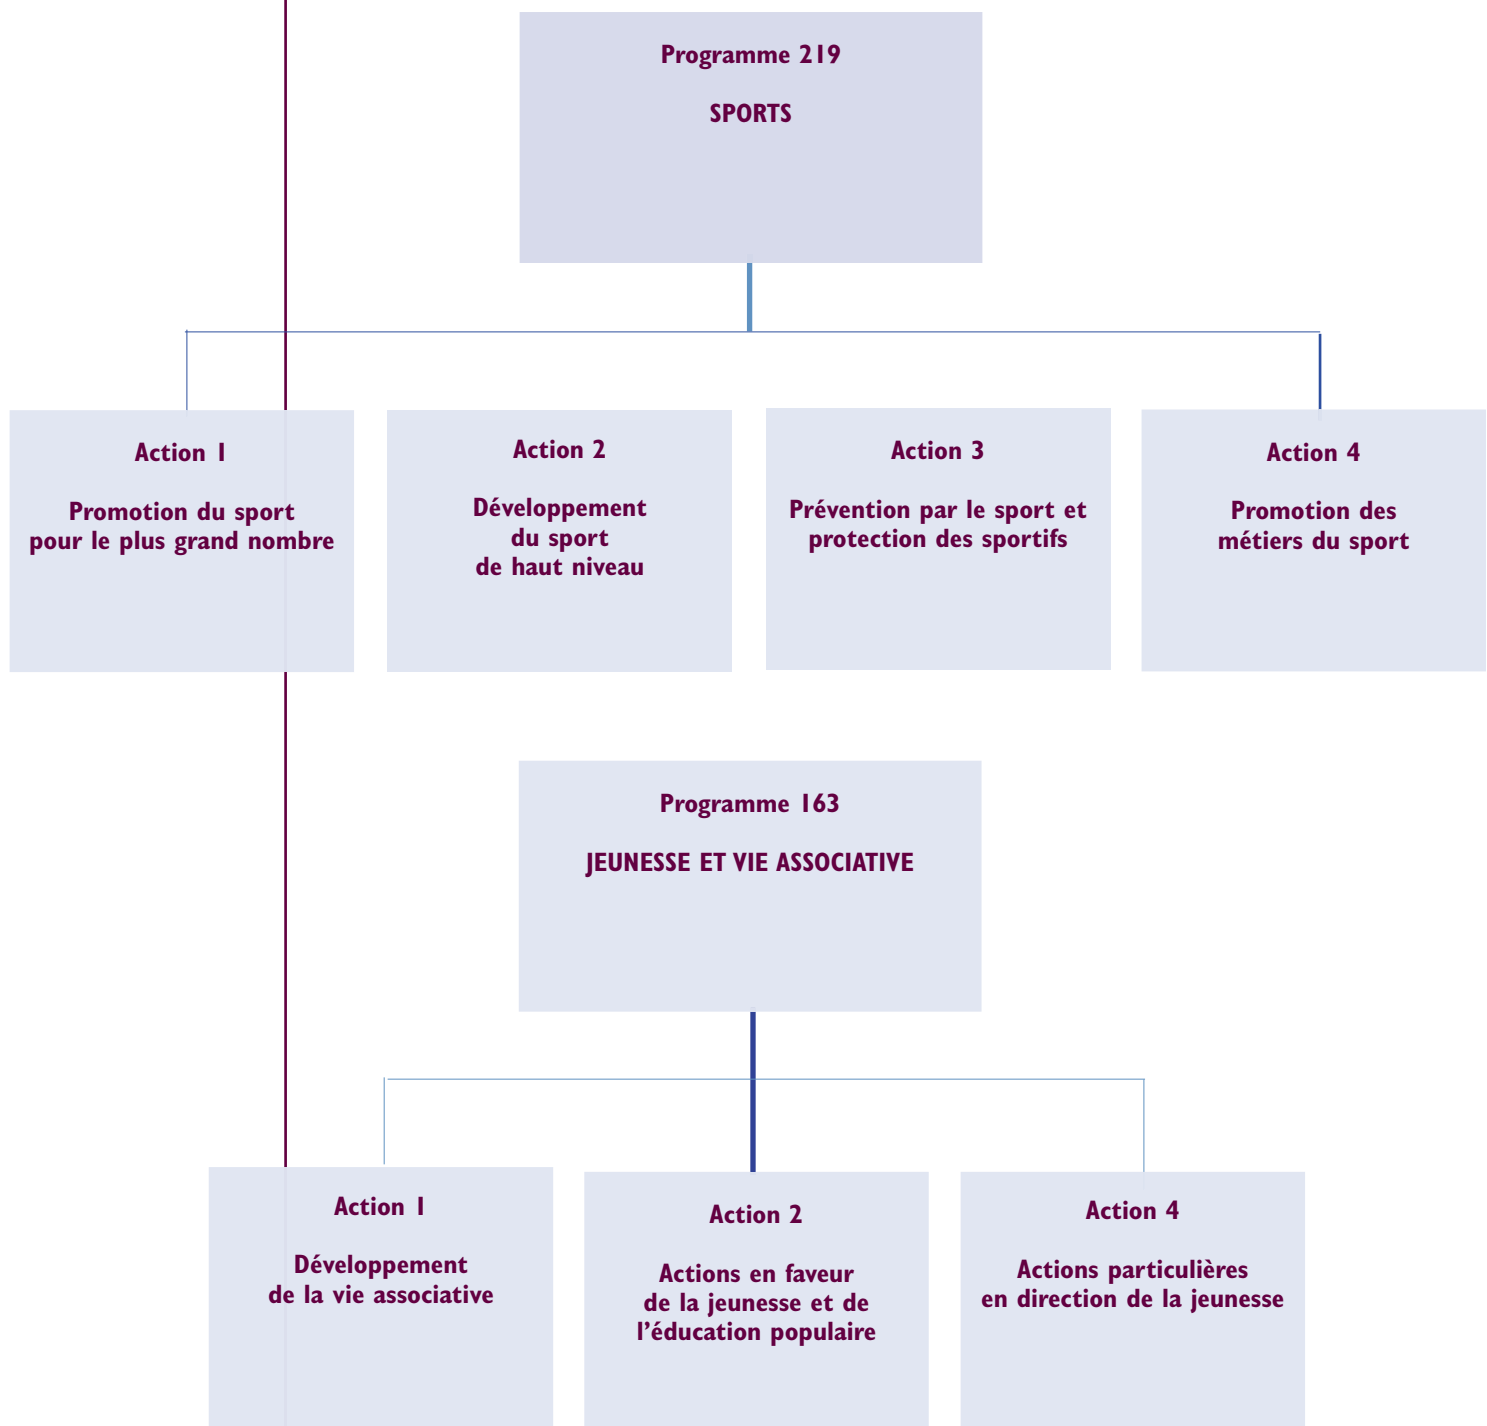 Programme 219
SPORTS
Action 1
Promotion du sport
pour le plus grand nombre
Action 2
Développement
du sport
de haut niveau
Action 3
Prévention par le sport et
protection des sportifs
Action 4
Promotion des
métiers du sport
Programme 163
JEUNESSE ET VIE ASSOCIATIVE
Action 1
Développement
de la vie associative
Action 2
Actions en faveur
de la jeunesse et de
l’éducation populaire
Action 4
Actions particulières
en direction de la jeunesse